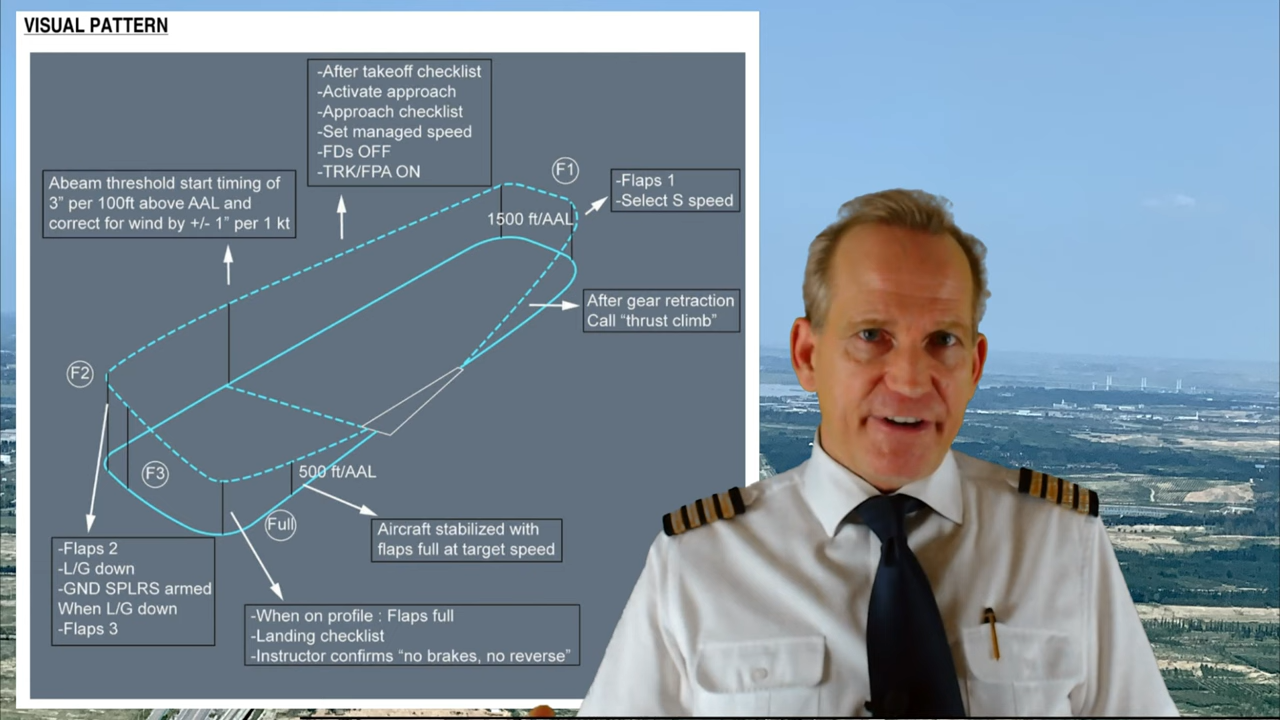 VISUAL PATTERN
-After takeoff checklist
-Activate approach
-Approach checklist
-Set managed speed
-FDs OFF
-TRK/FPA ON
F1
-Flaps 1
-Select S speed
Abeam threshold start timing of
3” per 100ft above AAL and
correct for wind by +/- 1” per 1 kt
1500 ft/AAL
After gear retraction
Call “thrust climb”
F2
F3
500 ft/AAL
Full
Aircraft stabilized with
flaps full at target speed
-Flaps 2
-L/G down
-GND SPLRS armed
When L/G down
-Flaps 3
-When on profile : Flaps full
-Landing checklist
-Instructor confirms “no brakes, no reverse”